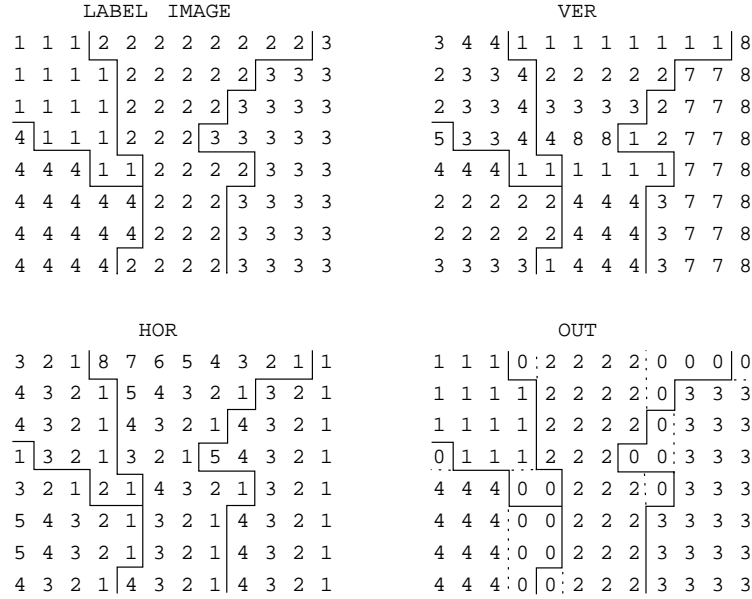 LABEL IMAGE
1 1 1 2 2 2 2 2 2 2 2 3
1 1 1 1 2 2 2 2 2 3 3 3
1 1 1 1 2 2 2 2 3 3 3 3
4 1 1 1 2 2 2 3 3 3 3 3
4 4 4 1 1 2 2 2 2 3 3 3
4 4 4 4 4 2 2 2 3 3 3 3
4 4 4 4 4 2 2 2 3 3 3 3
4 4 4 4 2 2 2 2 3 3 3 3
VER
3 4 4 1 1 1 1 1 1 1 1 8
2 3 3 4 2 2 2 2 2 7 7 8
2 3 3 4 3 3 3 3 2 7 7 8
5 3 3 4 4 8 8 1 2 7 7 8
4 4 4 1 1 1 1 1 1 7 7 8
2 2 2 2 2 4 4 4 3 7 7 8
2 2 2 2 2 4 4 4 3 7 7 8
3 3 3 3 1 4 4 4 3 7 7 8
HOR
3 2 1 8 7 6 5 4 3 2 1 1
4 3 2 1 5 4 3 2 1 3 2 1
4 3 2 1 4 3 2 1 4 3 2 1
1 3 2 1 3 2 1 5 4 3 2 1
3 2 1 2 1 4 3 2 1 3 2 1
5 4 3 2 1 3 2 1 4 3 2 1
5 4 3 2 1 3 2 1 4 3 2 1
4 3 2 1 4 3 2 1 4 3 2 1
OUT
1 1 1 0 2 2 2 2 0 0 0 0
1 1 1 1 2 2 2 2 0 3 3 3
1 1 1 1 2 2 2 2 0 3 3 3
0 1 1 1 2 2 2 0 0 3 3 3
4 4 4 0 0 2 2 2 0 3 3 3
4 4 4 0 0 2 2 2 3 3 3 3
4 4 4 0 0 2 2 2 3 3 3 3
4 4 4 0 0 2 2 2 3 3 3 3